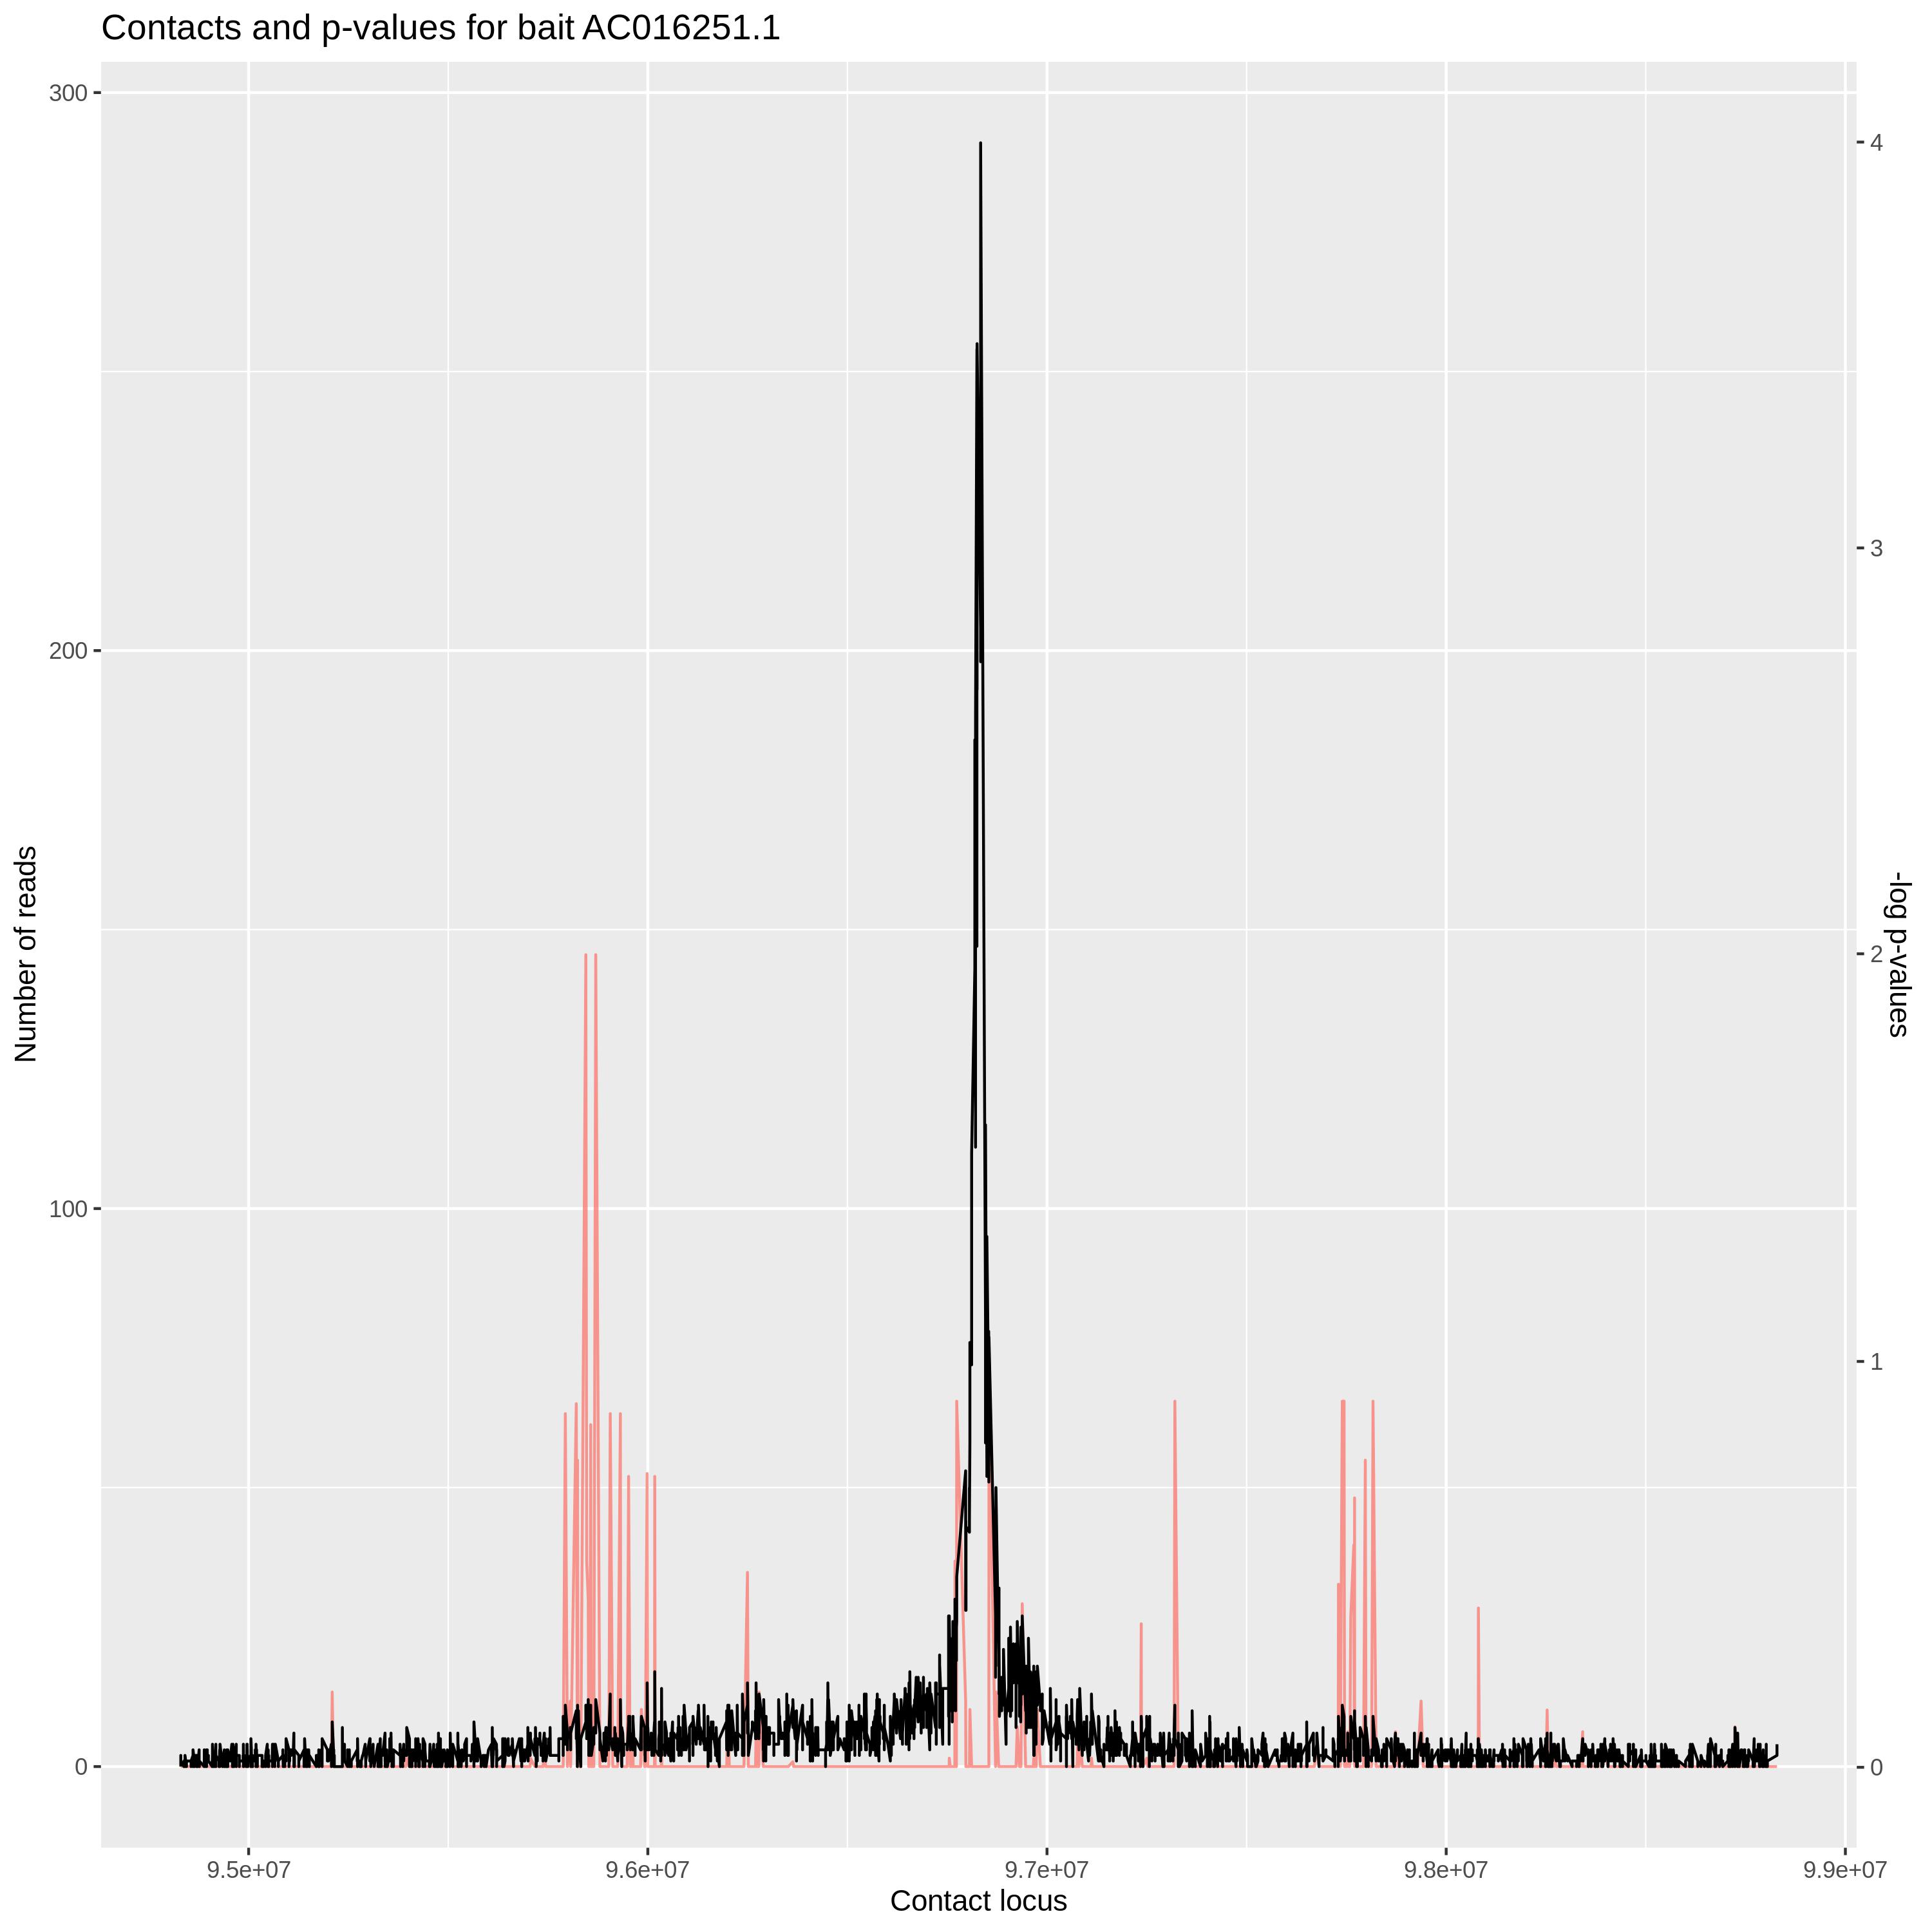 Contacts and p-values for bait AC016251.1
300
200
100
0
Number of reads
4
3
2
1
0
-log p-values
9.5e+07 9.6e+07 9.7e+07 9.8e+07 9.9e+07
Contact locus